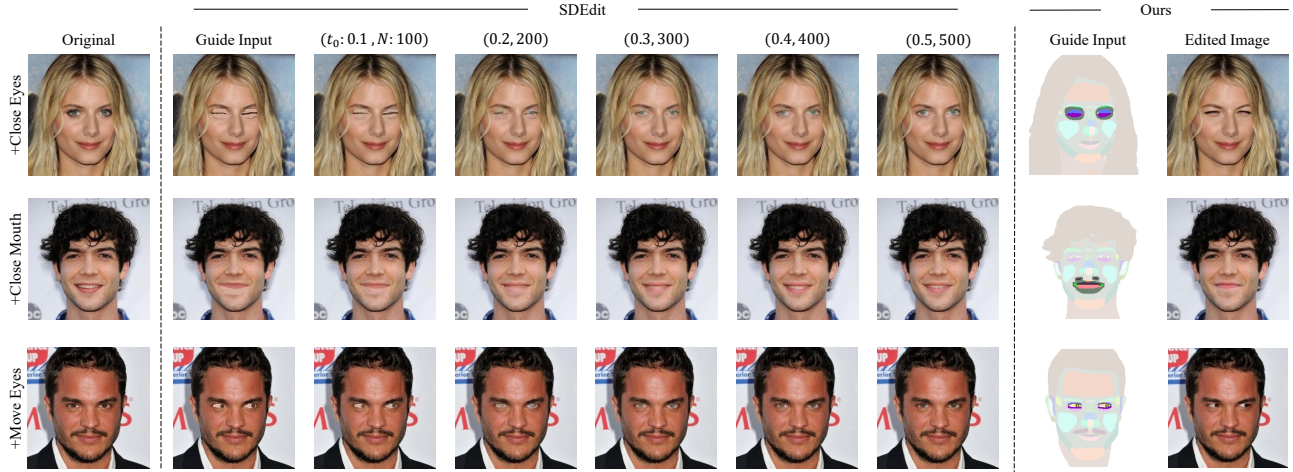 SDEdit
Ours
Original
Guide Input
(t₀: 0.1 , N: 100)
(0.2, 200)
(0.3, 300)
(0.4, 400)
(0.5, 500)
Guide Input
Edited Image
+Close Eyes
+Close Mouth
+Move Eyes